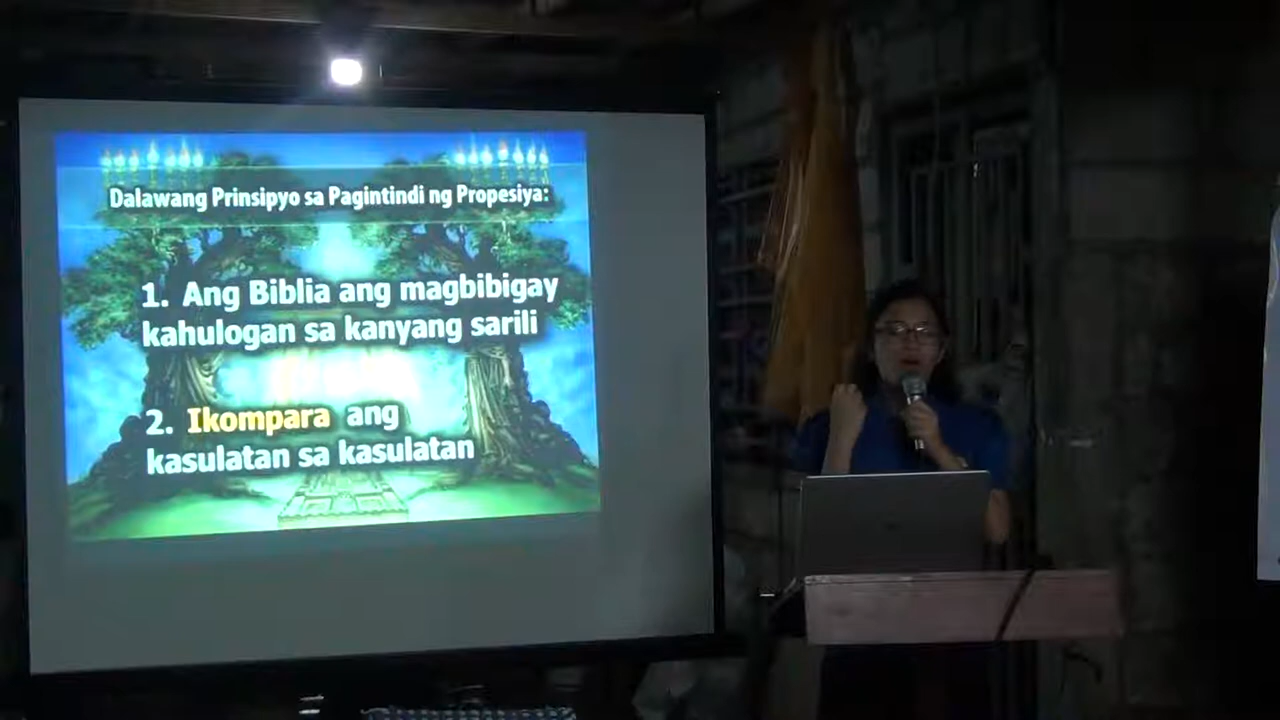 Dalawang Prinsipyo sa Pagintindi ng Propesiya:
1. Ang Biblia ang magbibigay
kahulogan sa kanyang sarili
2. Ikompara ang
kasulatan sa kasulatan